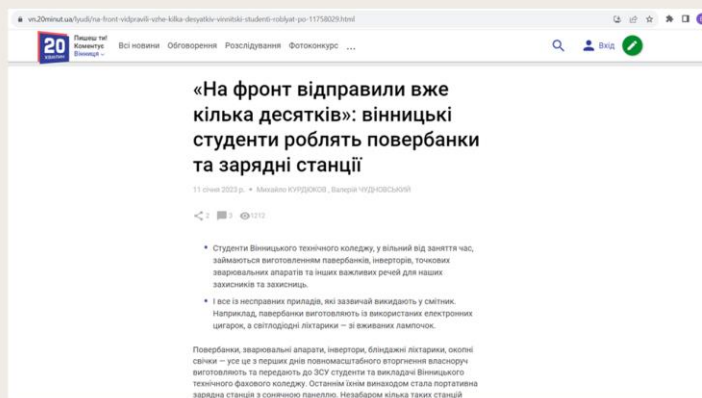 vn.20minut.ua/lyudi/na-front-vidpravili-vzhe-kilka-desyatkiv-vinnitski-studenti-roblyat-po-11758029.html
20
хвилин
Пишеш ти!
Коментує
Вінниця
Всі новини Обговорення Розслідування Фотоконкурс ...
Вхід
«На фронт відправили вже
кілька десятків»: вінницькі
студенти роблять повербанки
та зарядні станції
11 січня 2023 р. • Михайло КУРДЮКОВ , Валерій ЧУДНОВСЬКИЙ
2 3 1212
• Студенти Вінницького технічного коледжу, у вільний від заняття час,
займаються виготовленням павербанків, інверторів, точкових
зварювальних апаратів та інших важливих речей для наших
захисників та захисниць.
• І все із несправних приладів, які зазвичай викидають у смітник.
Наприклад, павербанки виготовляють із використаних електронних
цигарок, а світлодіодні ліхтарики — зі вживаних лампочок.
Повербанки, зварювальні апарати, інвертори, бліндажні ліхтарики, окопні
свічки — усе це з перших днів повномасштабного вторгнення власноруч
виготовляють та передають до ЗСУ студенти та викладачі Вінницького
технічного фахового коледжу. Останнім їхнім винаходом стала портативна
зарядна станція з сонячною панеллю. Незабаром кілька таких станцій